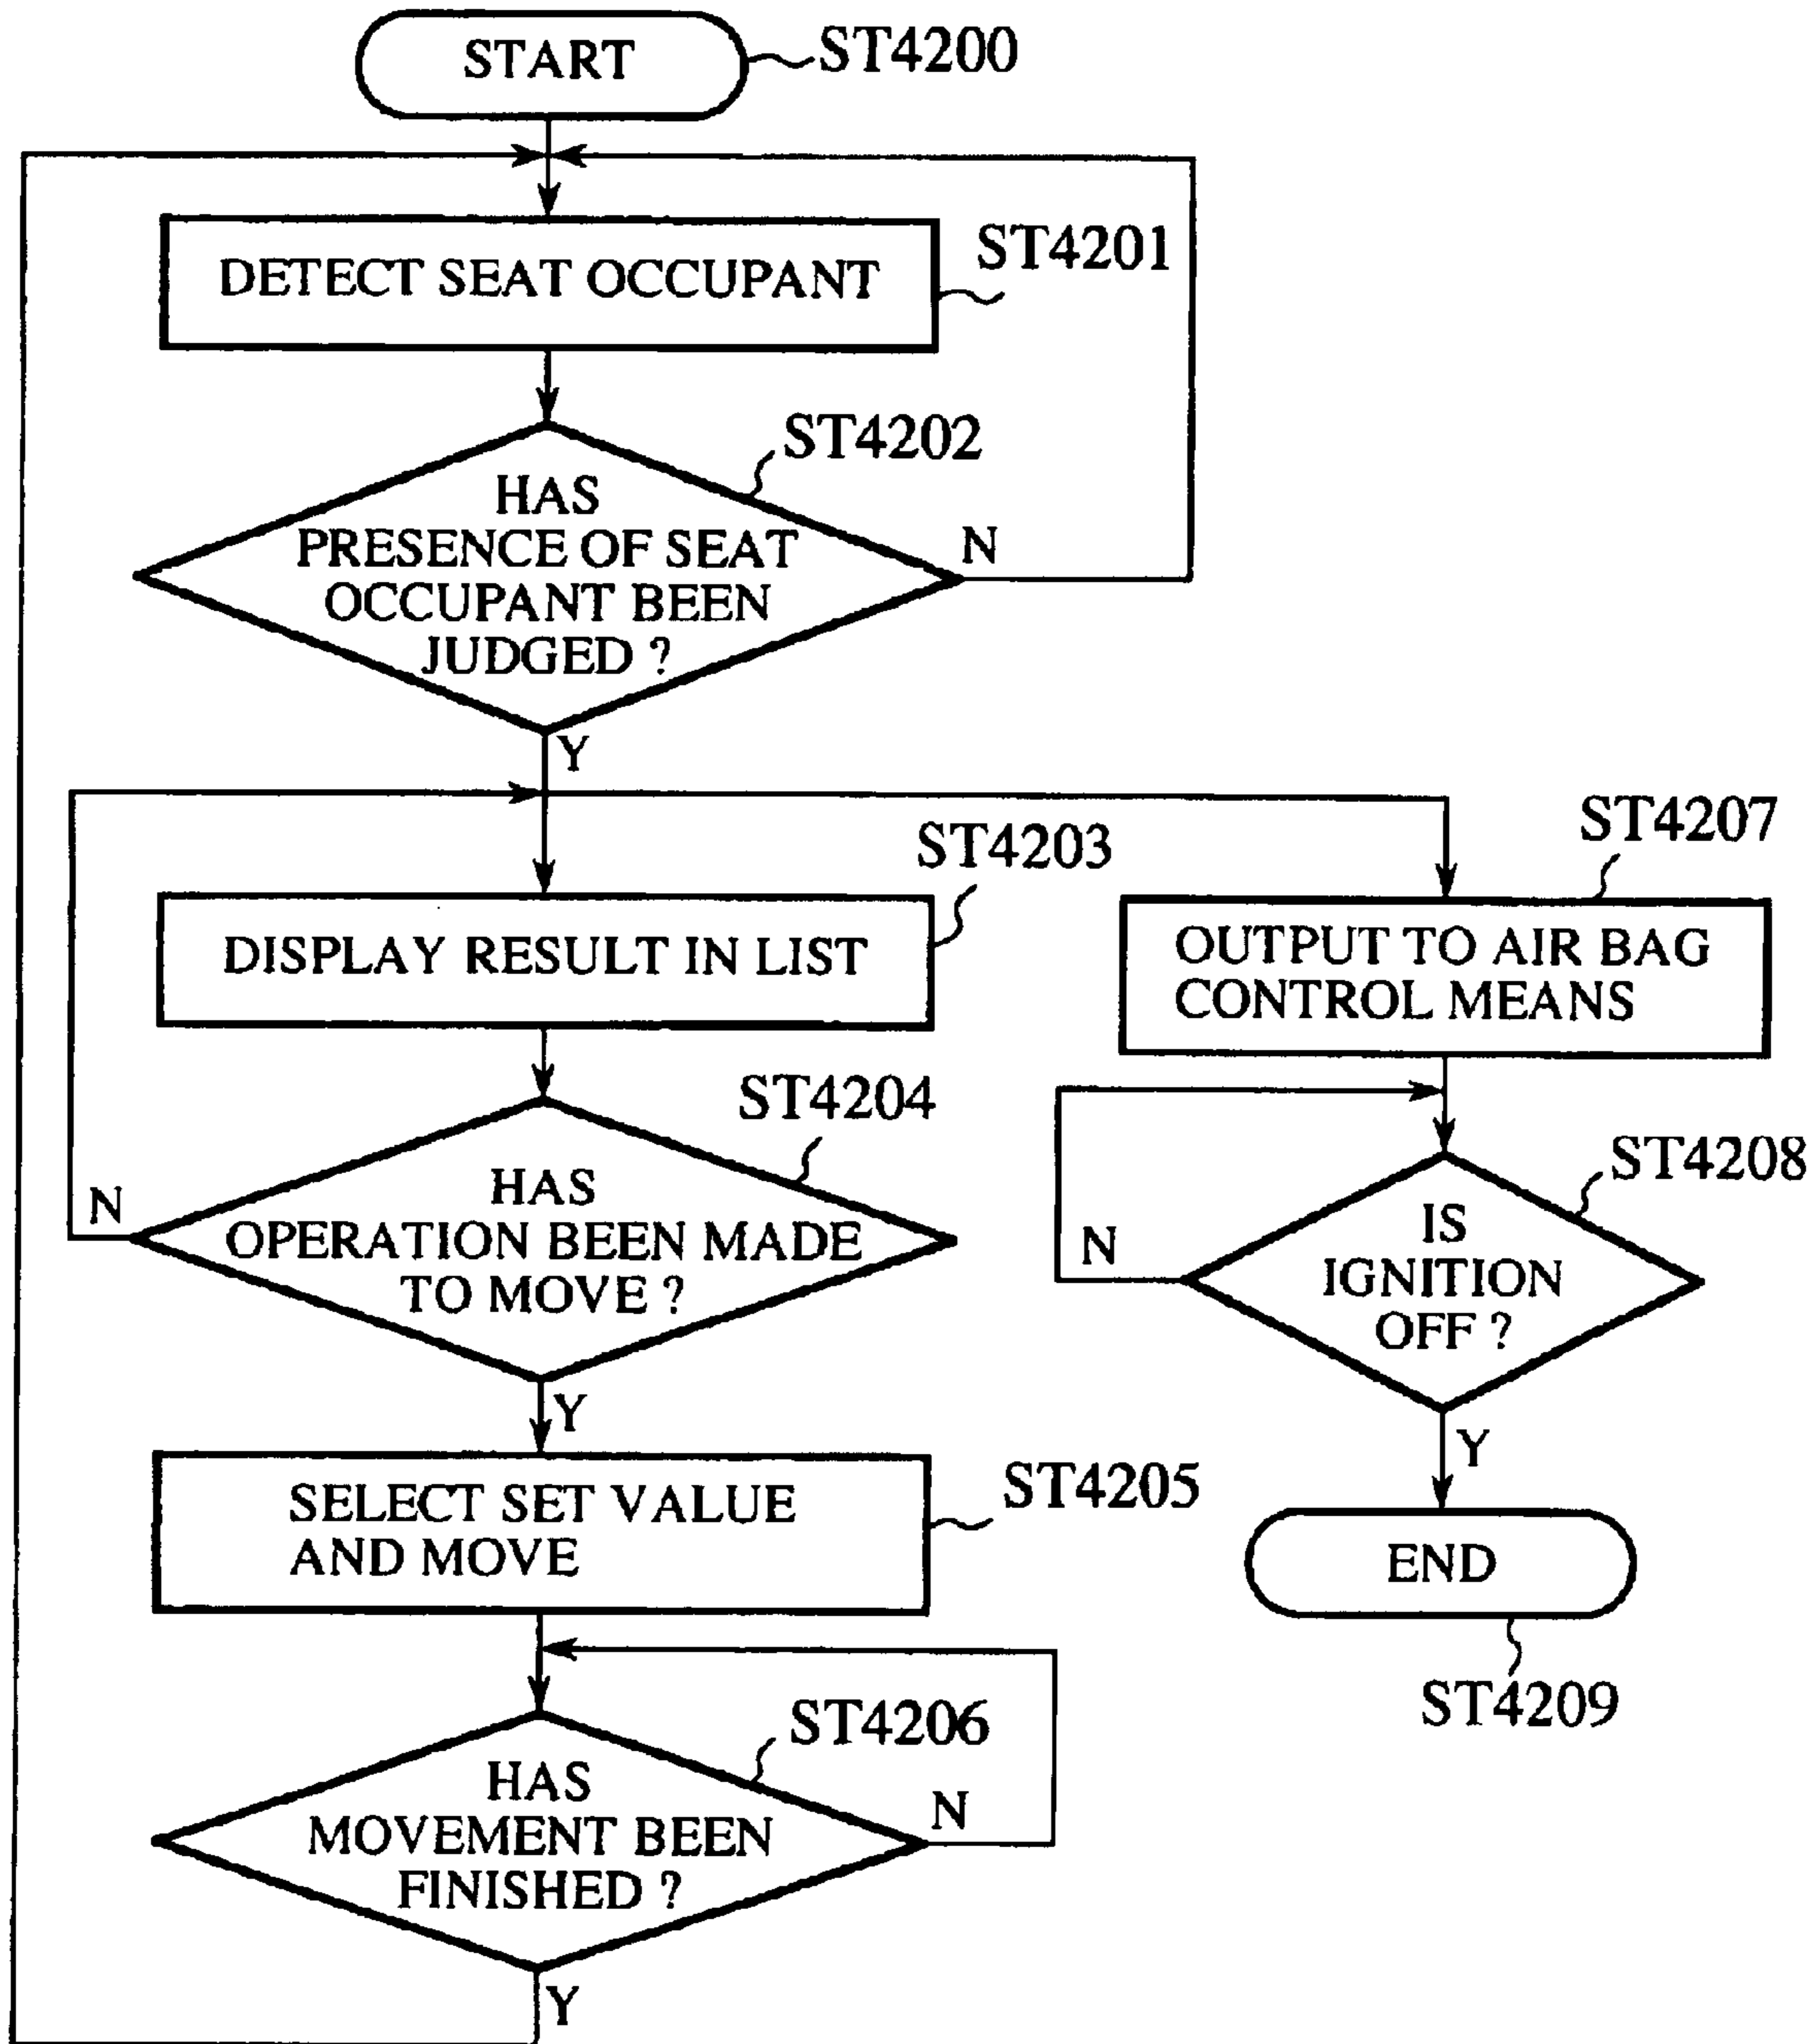 START
ST4200
DETECT SEAT OCCUPANT
ST4201
ST4202
HAS
PRESENCE OF SEAT
OCCUPANT BEEN
JUDGED ?
N
Y
ST4203
DISPLAY RESULT IN LIST
ST4204
HAS
OPERATION BEEN MADE
TO MOVE ?
N
Y
SELECT SET VALUE
AND MOVE
ST4205
ST4206
HAS
MOVEMENT BEEN
FINISHED ?
N
Y
ST4207
OUTPUT TO AIR BAG
CONTROL MEANS
ST4208
IS
IGNITION
OFF ?
N
Y
END
ST4209